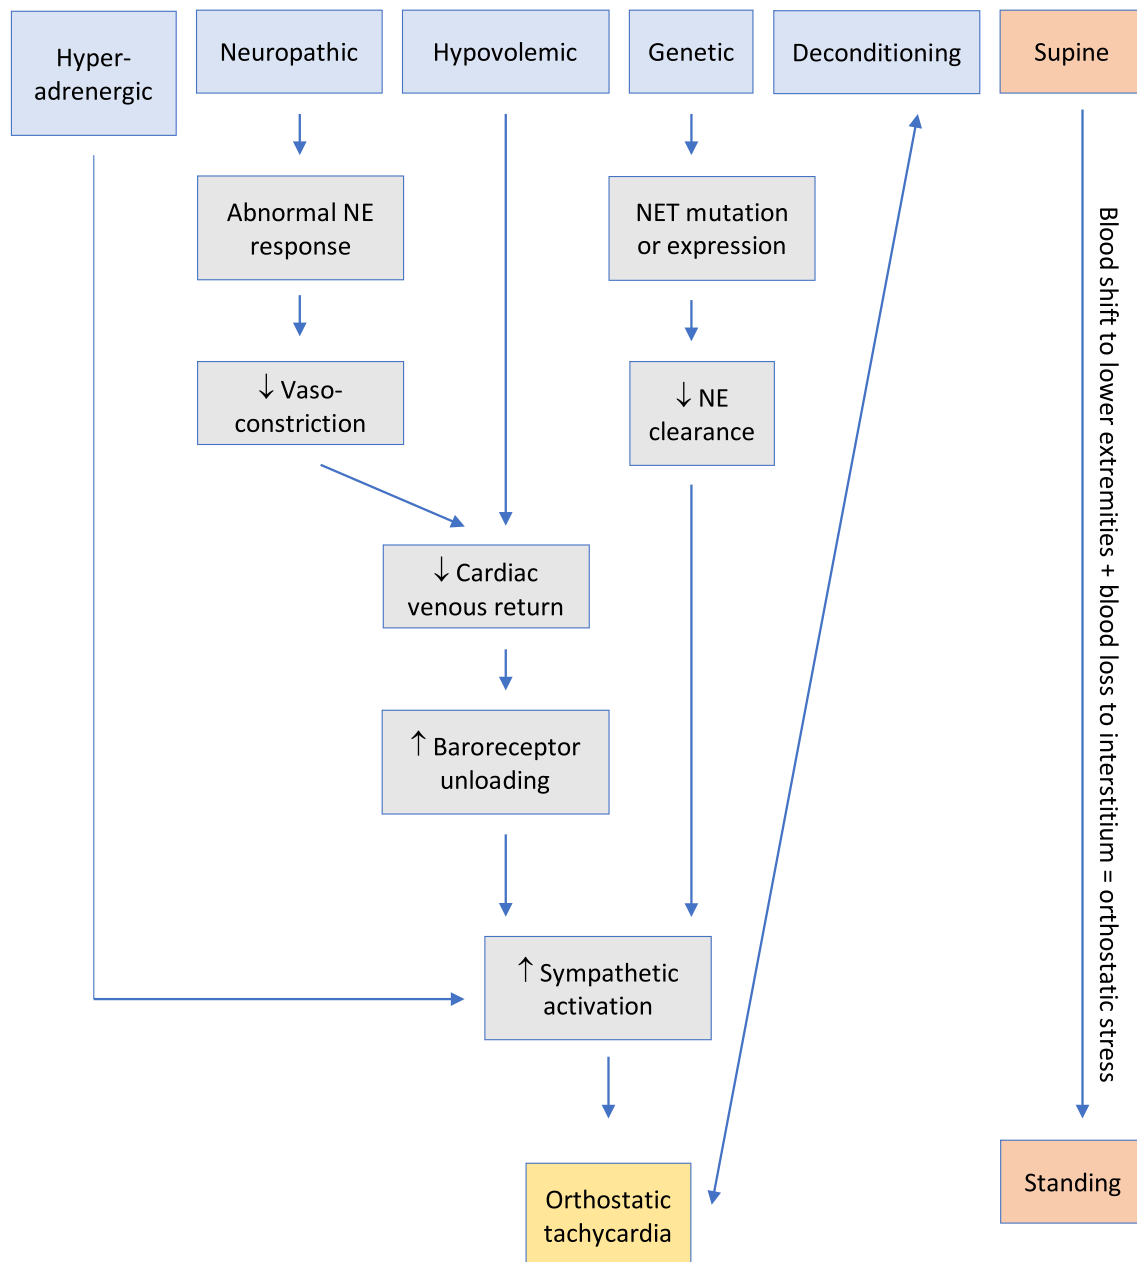 Hyper-
adrenergic
Neuropathic
Hypovolemic
Genetic
Deconditioning
Supine
Abnormal NE
response
NET mutation
or expression
↓ Vaso-
constriction
↓ NE
clearance
↓ Cardiac
venous return
↑ Baroreceptor
unloading
↑ Sympathetic
activation
Orthostatic
tachycardia
Blood shift to lower extremities + blood loss to interstitium = orthostatic stress
Standing